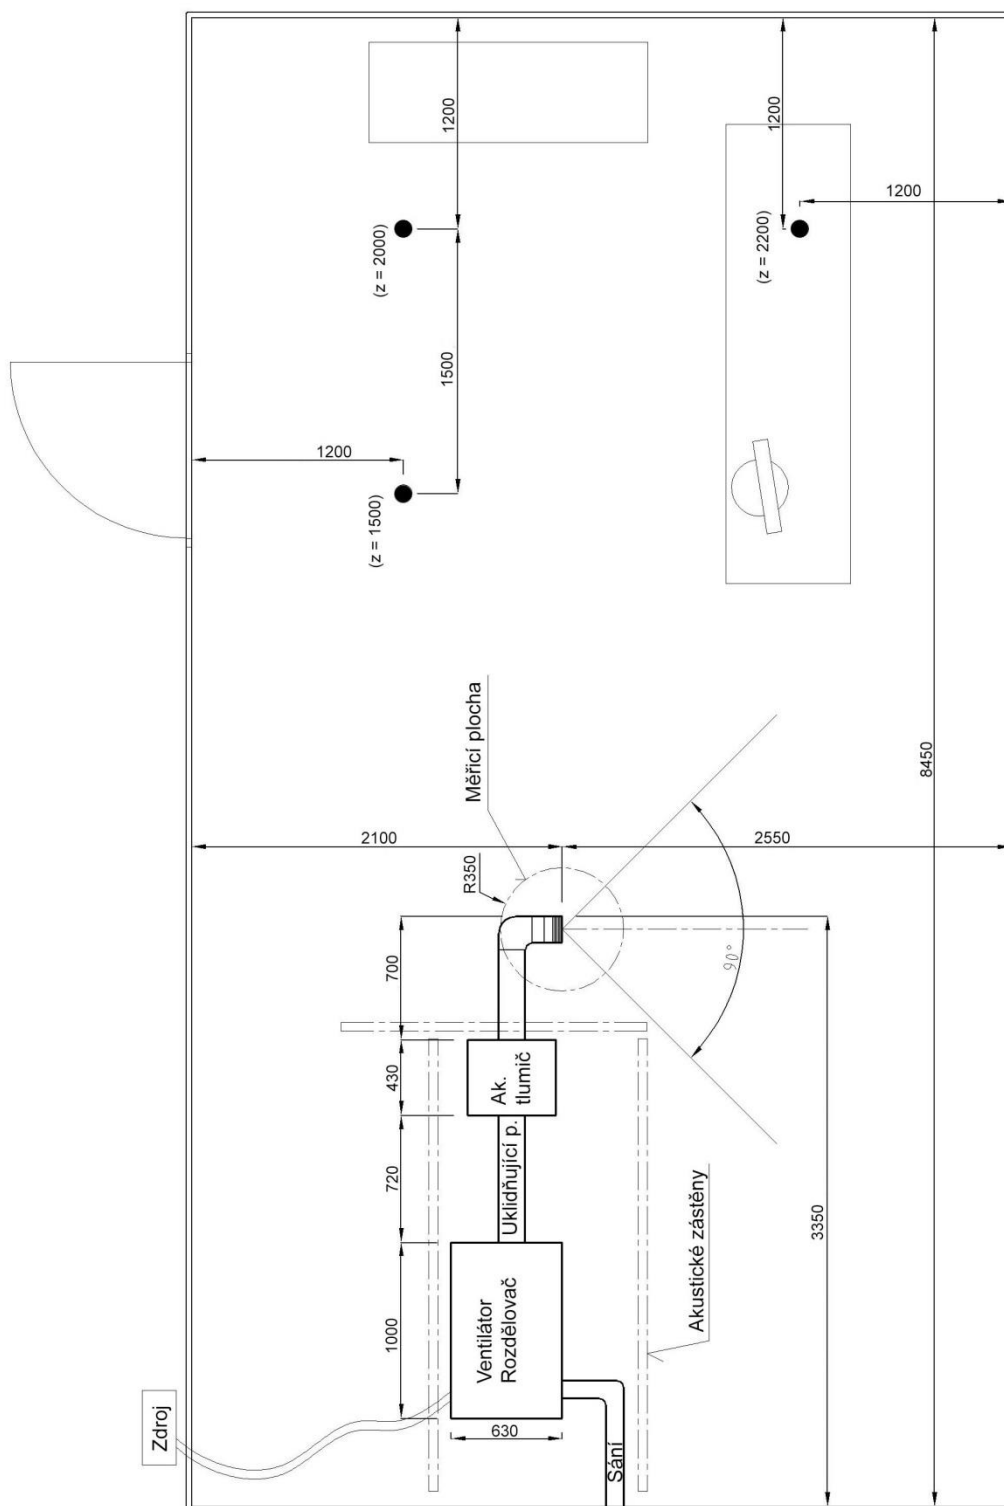 1200
1200
1200
(z = 2000)
(z = 2200)
1500
1200
(z = 1500)
Měřicí plocha
8450
2100
2550
R350
700
90°
430
Ak.
tlumič
720
Uklidňující p.
3350
Akustické zástěny
1000
Ventilátor
Rozdělovač
Zdroj
630
Sání